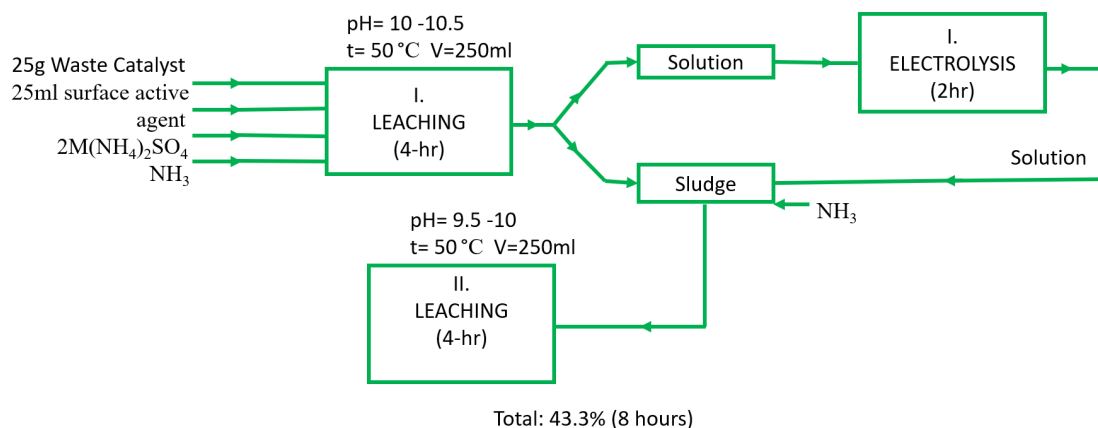 pH= 10 -10.5
t= 50 °C V=250ml
25g Waste Catalyst
25ml surface active
agent
2M(NH₄)₂SO₄
NH₃
I.
LEACHING
(4-hr)
Solution
I.
ELECTROLYSIS
(2hr)
Solution
Sludge
NH₃
pH= 9.5 -10
t= 50 °C V=250ml
II.
LEACHING
(4-hr)
Total: 43.3% (8 hours)